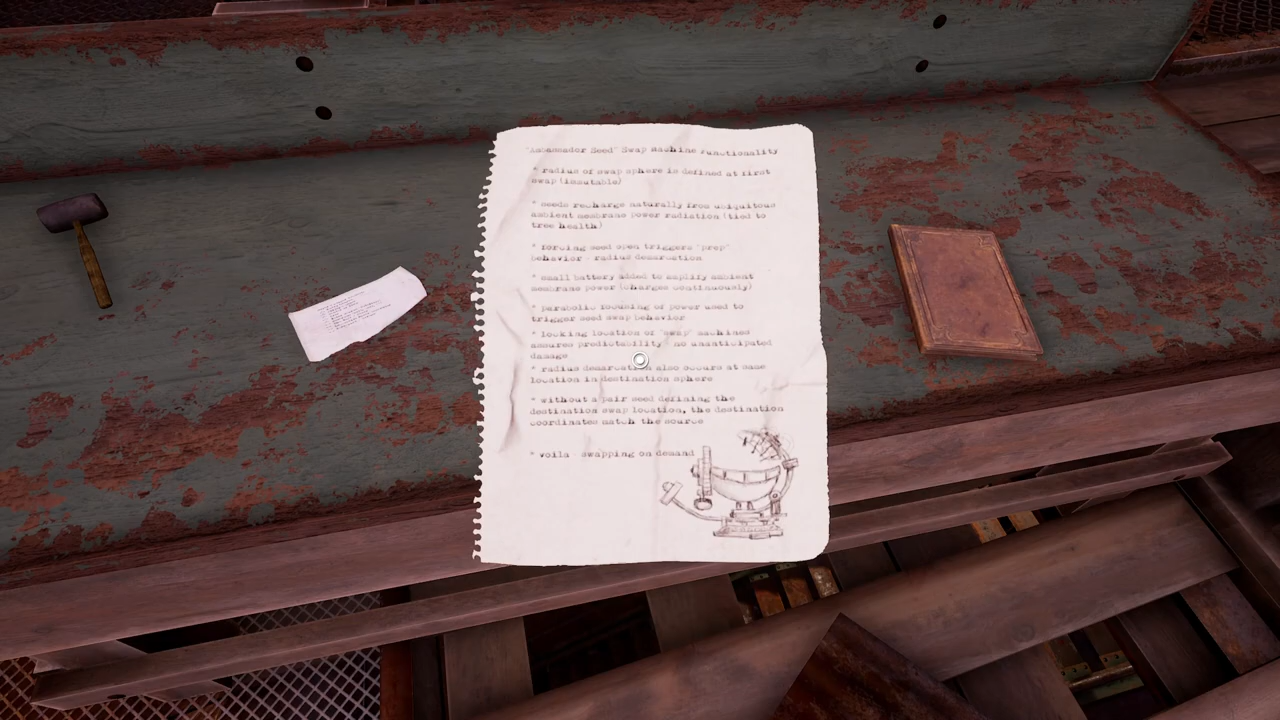 "Ambassador Seed" Swap Machine Functionality
* radius of swap sphere is defined at first
swap (immutable)
* seeds recharge naturally from ubiquitous
ambient membrane power radiation (tied to
tree health)
* forcing seed open triggers "prep"
behavior - radius demarcation
* small battery added to amplify ambient
membrane power (charges continuously)
* parabolic focusing of power used to
trigger seed swap behavior
* locking location of "swap" machines
assures predictability, no unanticipated
damage
* radius demarcation also occurs at same
location in destination sphere
* without a pair seed defining the
destination swap location, the destination
coordinates match the source
* voila - swapping on demand